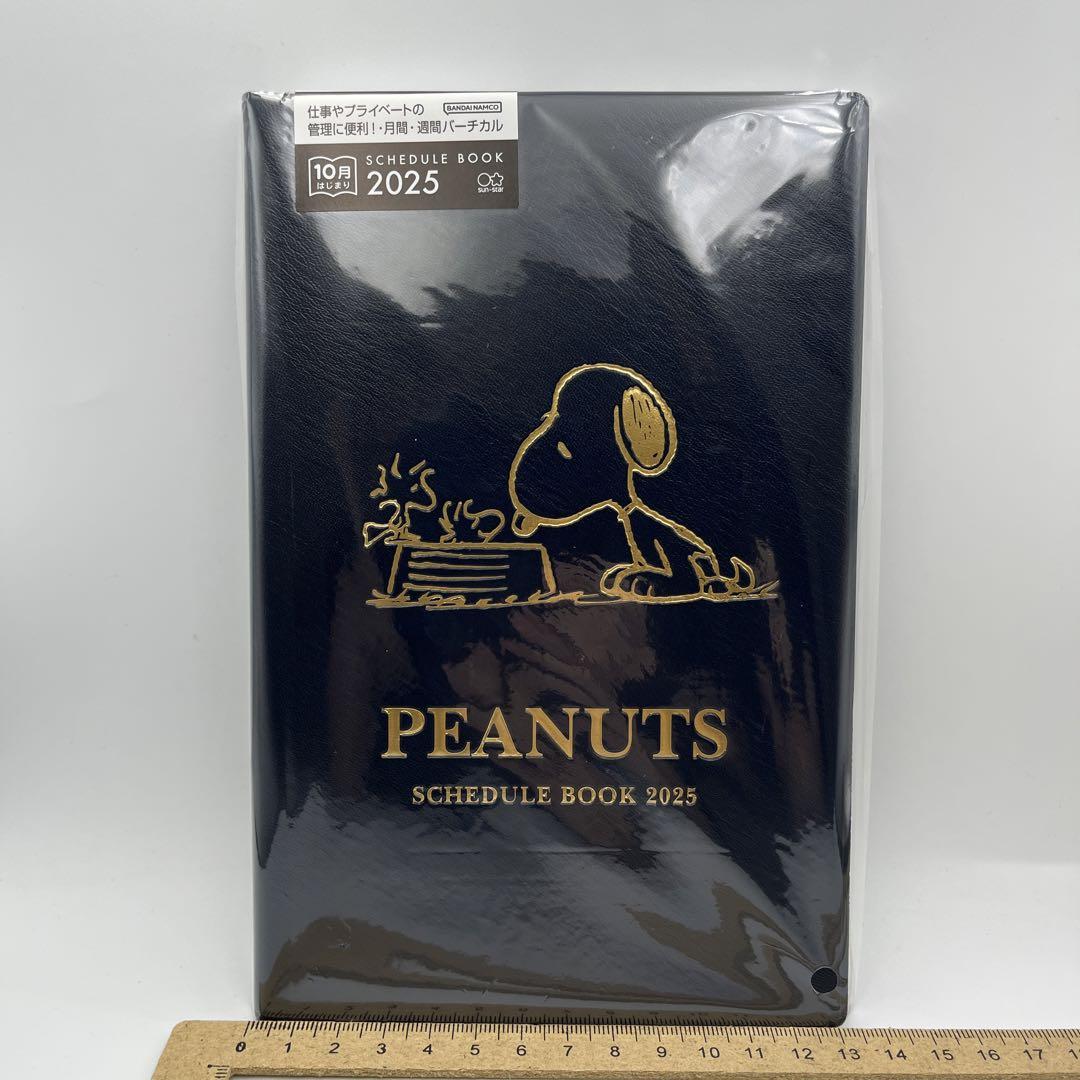 仕事やプライベートの
BANDAI NAMCO
管理に便利！・月間・週間バーチカル
10月
はじまり
SCHEDULE BOOK
2025
sun-star
PEANUTS
SCHEDULE BOOK 2025
0 1 2 3 4 5 6 7 8 9 10 11 12 13 14 15 16 17